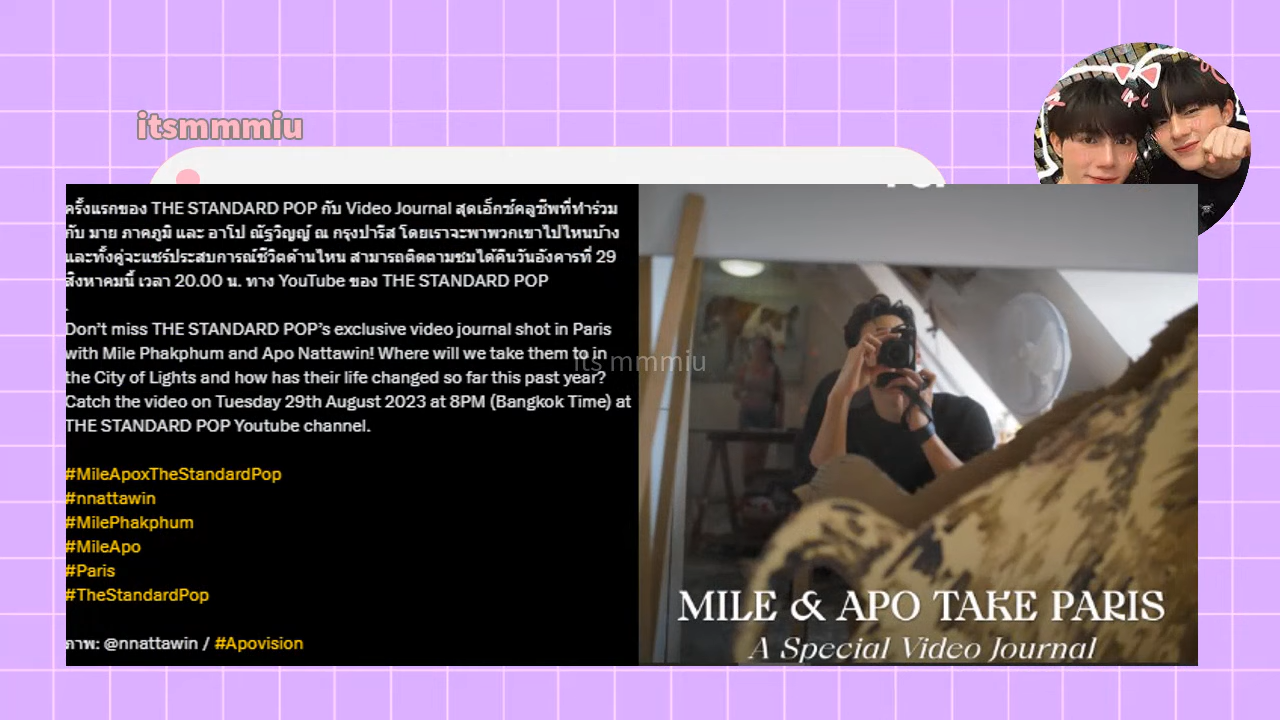 itsmmmiu
ครั้งแรกของ THE STANDARD POP กับ Video Journal สุดเอ็กซ์คลูซีพที่ทำร่วม
กับ มาย ภาคภูมิ และ อาโป ณัฐวิญญ์ ณ กรุงปารีส โดยเราจะพาพวกเขาไปไหนบ้าง
และทั้งคู่จะแชร์ประสบการณ์ชีวิตด้านไหน สามารถติดตามชมได้คืนวันอังคารที่ 29
สิงหาคมนี้ เวลา 20.00 น. ทาง YouTube ของ THE STANDARD POP
.
Don't miss THE STANDARD POP's exclusive video journal shot in Paris
with Mile Phakphum and Apo Nattawin! Where will we take them to in
the City of Lights and how has their life changed so far this past year?
Catch the video on Tuesday 29th August 2023 at 8PM (Bangkok Time) at
THE STANDARD POP Youtube channel.
#MileApoxTheStandardPop
#nnattawin
#MilePhakphum
#MileApo
#Paris
#TheStandardPop
ภาพ: @nnattawin / #Apovision
its mmmiu
MILE & APO TAKE PARIS
A Special Video Journal